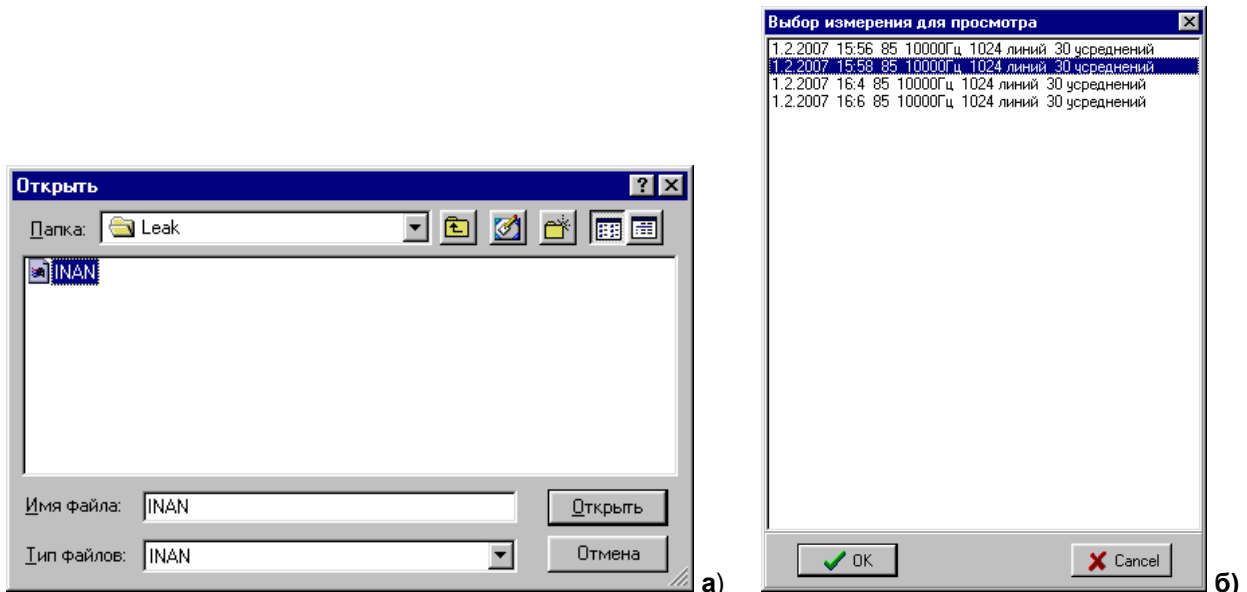 Открыть
Папка: Leak
INAN
Имя файла: INAN
Открыть
Тип файлов: INAN
Отмена
а)
Выбор измерения для просмотра
1.2.2007 15:56 85 10000Гц 1024 линий 30 усреднений
1.2.2007 15:58 85 10000Гц 1024 линий 30 усреднений
1.2.2007 16:4 85 10000Гц 1024 линий 30 усреднений
1.2.2007 16:6 85 10000Гц 1024 линий 30 усреднений
OK
Cancel
б)